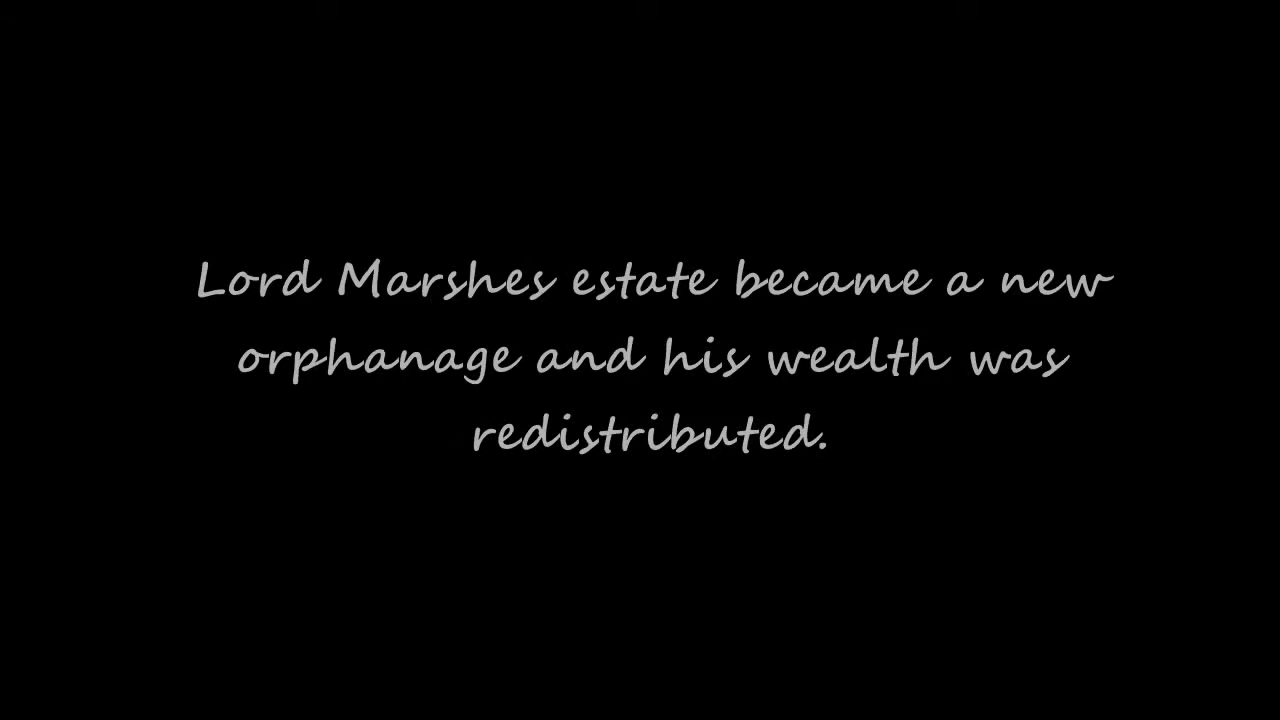 Lord Marshes estate became a new
orphanage and his wealth was
redistributed.